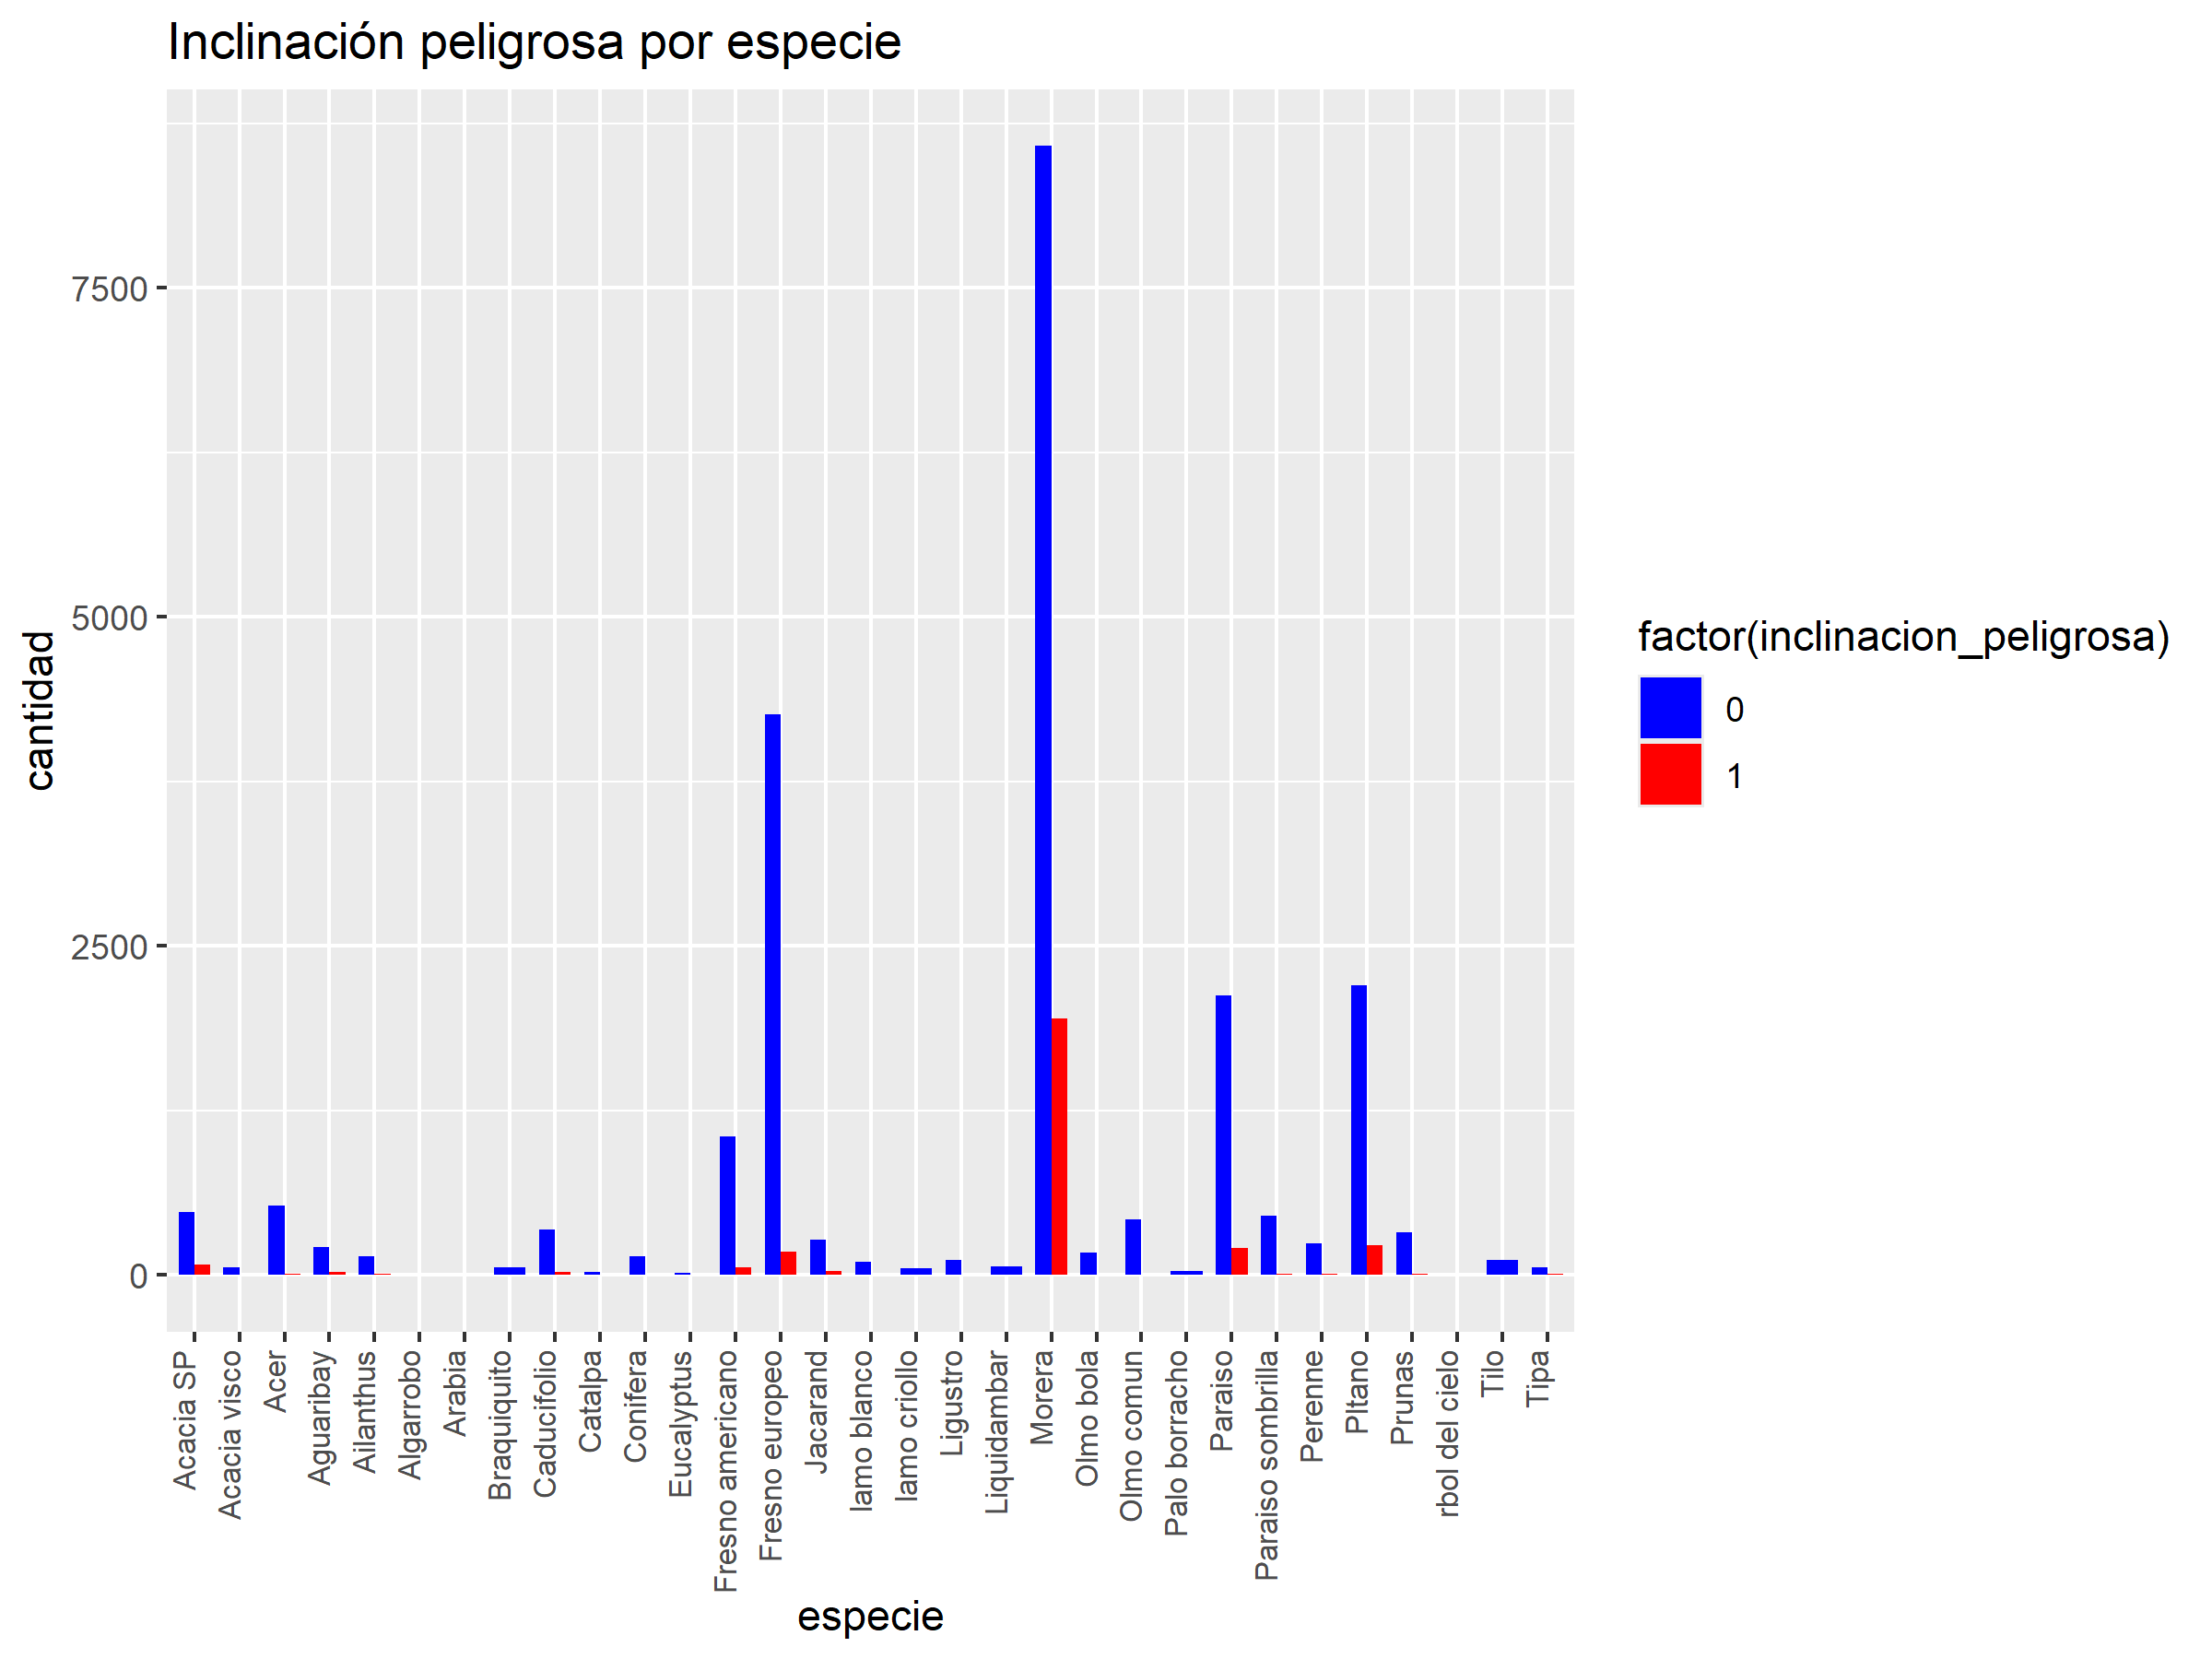 Inclinación peligrosa por especie
cantidad
7500
5000
2500
0
Acacia SP
Acacia visco
Acer
Aguaribay
Ailanthus
Algarrobo
Arabia
Braquiquito
Caducifolio
Catalpa
Conifera
Eucalyptus
Fresno americano
Fresno europeo
Jacarand
lamo blanco
lamo criollo
Ligustro
Liquidambar
Morera
Olmo bola
Olmo comun
Palo borracho
Paraiso
Paraiso sombrilla
Perenne
Pltano
Prunas
rbol del cielo
Tilo
Tipa
especie
factor(inclinacion_peligrosa)
0
1